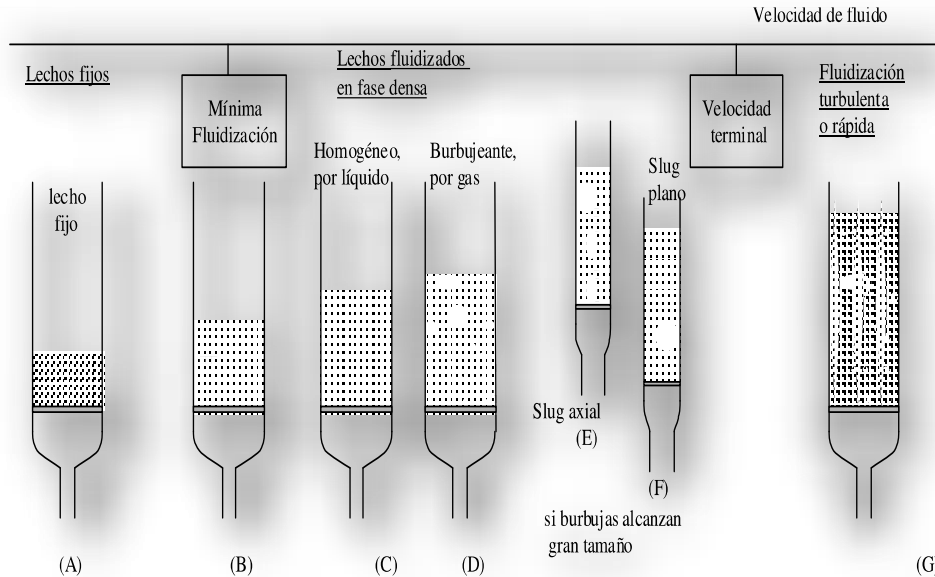 Velocidad de fluido
Lechos fijos
Mínima
Fluidización
Lechos fluidizados
en fase densa
Velocidad
terminal
Fluidización
turbulenta
o rápida
lecho
fijo
Homogéneo,
por líquido
Burbujeante,
por gas
Slug
plano
Slug axial
(E)
(F)
si burbujas alcanzan
gran tamaño
(A)
(B)
(C)
(D)
(G)